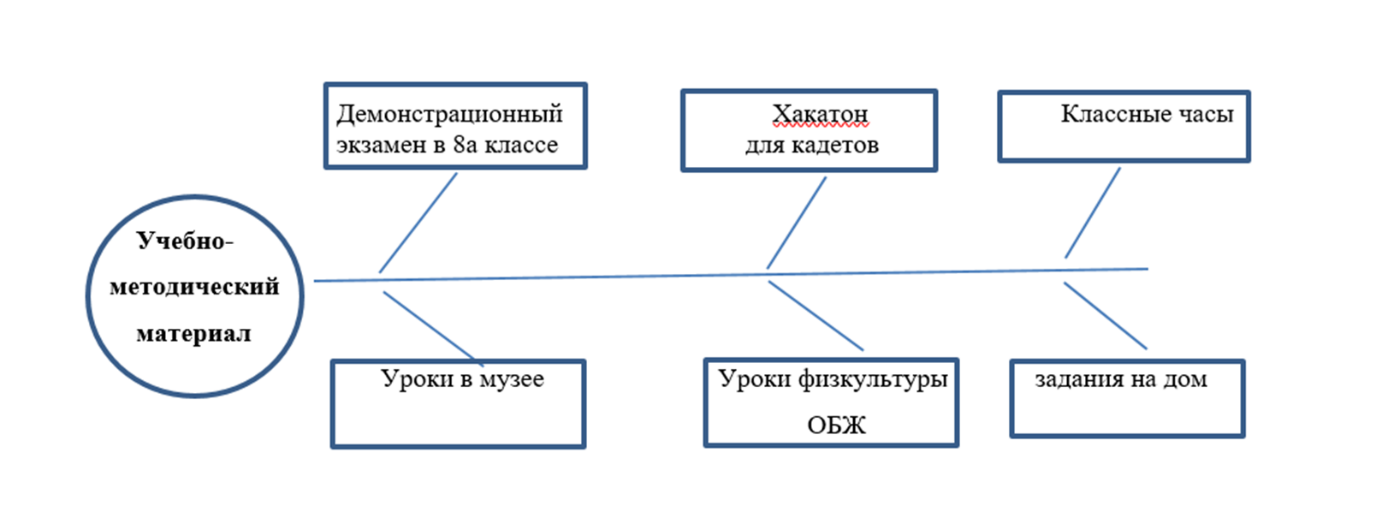 Демонстрационный
экзамен в 8а классе
Хакатон
для кадетов
Классные часы
Учебно-
методический
материал
Уроки в музее
Уроки физкультуры
ОБЖ
задания на дом